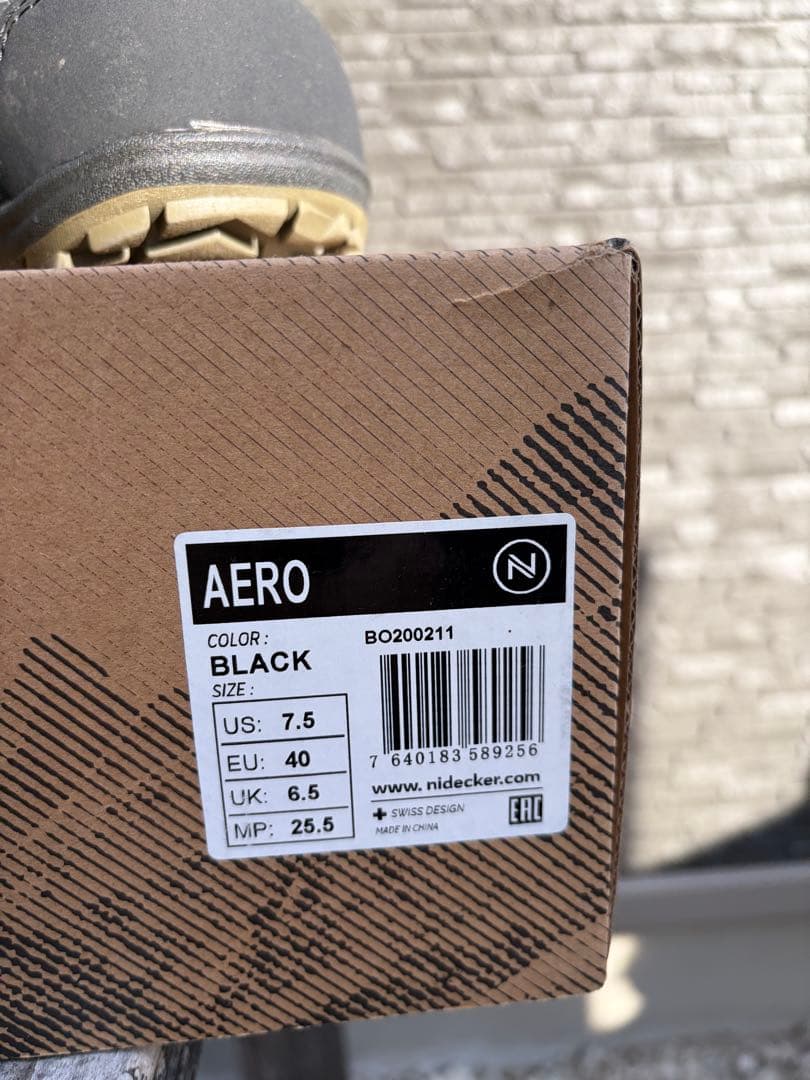 AERO
N
COLOR :
BLACK
SIZE :
US: 7.5
EU: 40
UK: 6.5
MP: 25.5
BO200211
7 640183 589256
www.nidecker.com
SWISS DESIGN
MADE IN CHINA
EAC